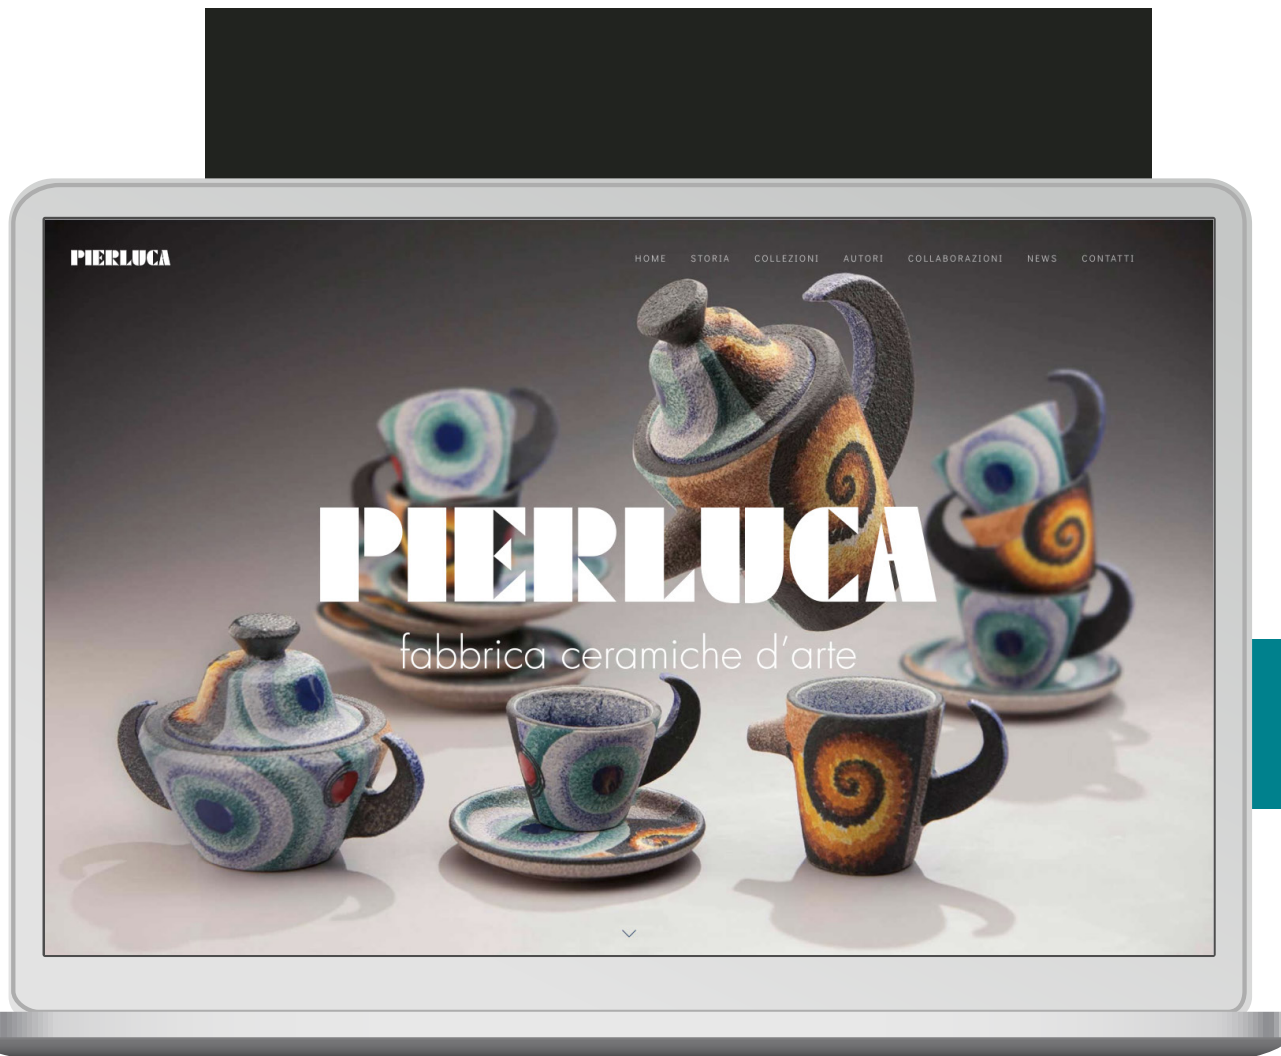 PIERLUCA
HOME STORIA COLLEZIONI AUTORI COLLABORAZIONI NEWS CONTATTI
PIERLUCA
fabbrica ceramiche d'arte